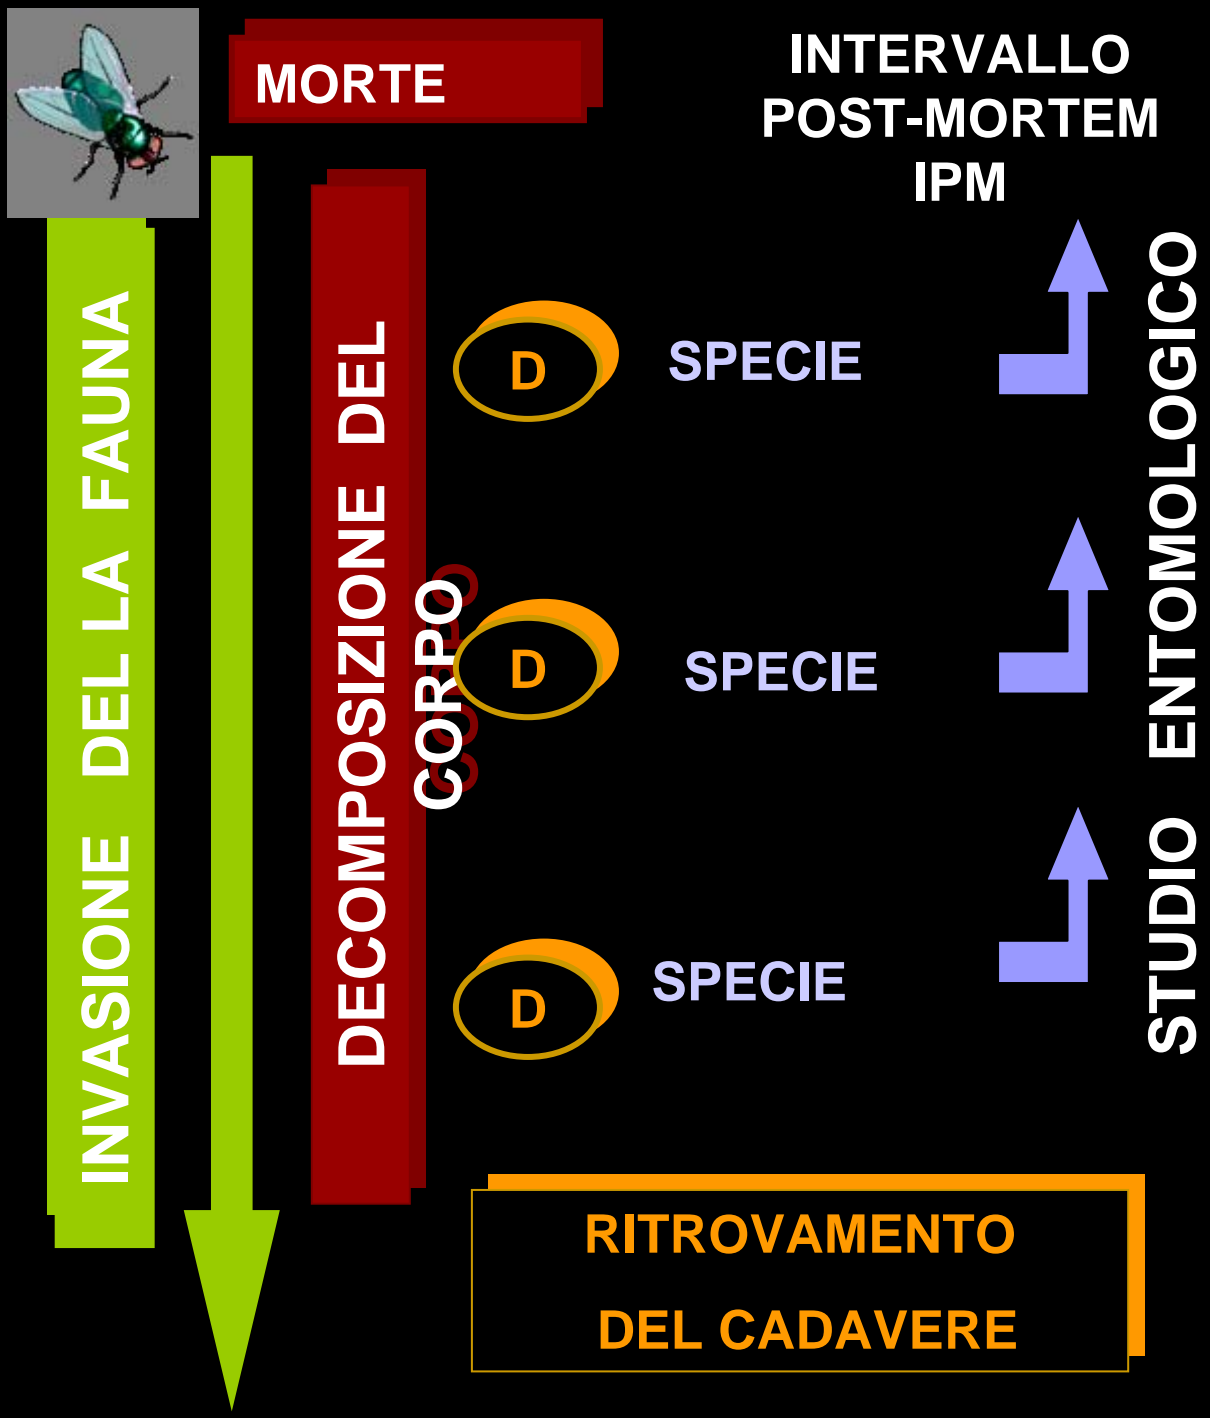 MORTE
INTERVALLO
POST-MORTEM
IPM
INVASIONE DEL LA FAUNA
DECOMPOSIZIONE DEL
CORPO
D
SPECIE
D
SPECIE
D
SPECIE
STUDIO ENTOMOLOGICO
RITROVAMENTO
DEL CADAVERE